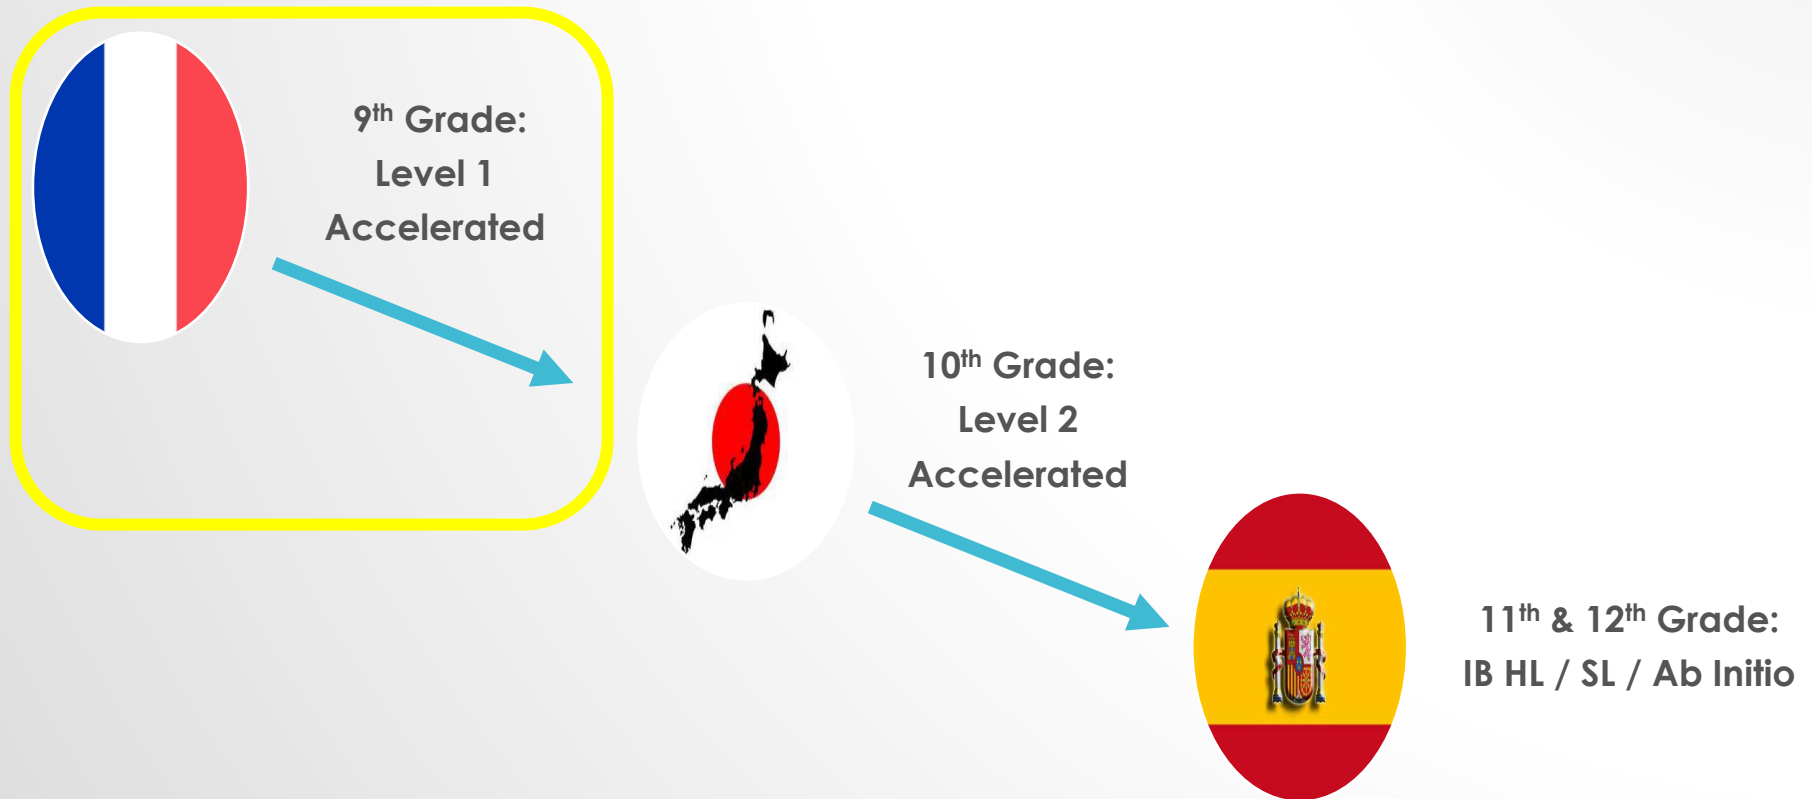 9th Grade:
Level 1
Accelerated
10th Grade:
Level 2
Accelerated
11th & 12th Grade:
IB HL / SL / Ab Initio